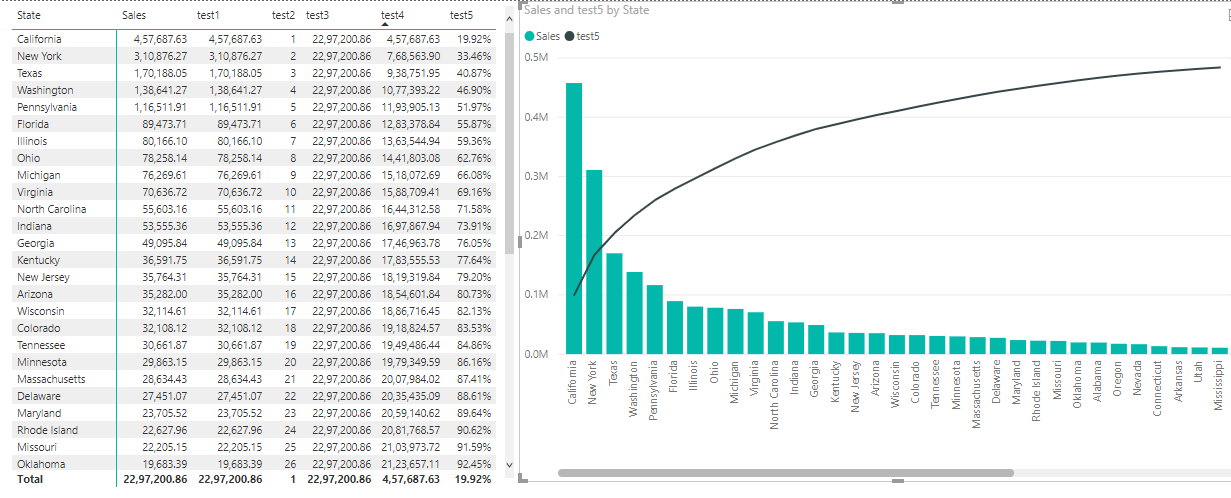 State Sales test1 test2 test3 test4 test5
California 4,57,687.63 4,57,687.63 1 22,97,200.86 4,57,687.63 19.92%
New York 3,10,876.27 3,10,876.27 2 22,97,200.86 7,68,563.90 33.46%
Texas 1,70,188.05 1,70,188.05 3 22,97,200.86 9,38,751.95 40.87%
Washington 1,38,641.27 1,38,641.27 4 22,97,200.86 10,77,393.22 46.90%
Pennsylvania 1,16,511.91 1,16,511.91 5 22,97,200.86 11,93,905.13 51.97%
Florida 89,473.71 89,473.71 6 22,97,200.86 12,83,378.84 55.87%
Illinois 80,166.10 80,166.10 7 22,97,200.86 13,63,544.94 59.36%
Ohio 78,258.14 78,258.14 8 22,97,200.86 14,41,803.08 62.76%
Michigan 76,269.61 76,269.61 9 22,97,200.86 15,18,072.69 66.08%
Virginia 70,636.72 70,636.72 10 22,97,200.86 15,88,709.41 69.16%
North Carolina 55,603.16 55,603.16 11 22,97,200.86 16,44,312.58 71.58%
Indiana 53,555.36 53,555.36 12 22,97,200.86 16,97,867.94 73.91%
Georgia 49,095.84 49,095.84 13 22,97,200.86 17,46,963.78 76.05%
Kentucky 36,591.75 36,591.75 14 22,97,200.86 17,83,555.53 77.64%
New Jersey 35,764.31 35,764.31 15 22,97,200.86 18,19,319.84 79.20%
Arizona 35,282.00 35,282.00 16 22,97,200.86 18,54,601.84 80.73%
Wisconsin 32,114.61 32,114.61 17 22,97,200.86 18,86,716.45 82.13%
Colorado 32,108.12 32,108.12 18 22,97,200.86 19,18,824.57 83.53%
Tennessee 30,661.87 30,661.87 19 22,97,200.86 19,49,486.44 84.86%
Minnesota 29,863.15 29,863.15 20 22,97,200.86 19,79,349.59 86.16%
Massachusetts 28,634.43 28,634.43 21 22,97,200.86 20,07,984.02 87.41%
Delaware 27,451.07 27,451.07 22 22,97,200.86 20,35,435.09 88.61%
Maryland 23,705.52 23,705.52 23 22,97,200.86 20,59,140.62 89.64%
Rhode Island 22,627.96 22,627.96 24 22,97,200.86 20,81,768.57 90.62%
Missouri 22,205.15 22,205.15 25 22,97,200.86 21,03,973.72 91.59%
Oklahoma 19,683.39 19,683.39 26 22,97,200.86 21,23,657.11 92.45%
Total 22,97,200.86 22,97,200.86 1 22,97,200.86 4,57,687.63 19.92%
Sales and test5 by State
Sales test5
0.5M
0.4M
0.3M
0.2M
0.1M
0.0M
California
New York
Texas
Washington
Pennsylvania
Florida
Illinois
Ohio
Michigan
Virginia
North Carolina
Indiana
Georgia
Kentucky
New Jersey
Arizona
Wisconsin
Colorado
Tennessee
Minnesota
Massachusetts
Delaware
Maryland
Rhode Island
Missouri
Oklahoma
Alabama
Oregon
Nevada
Connecticut
Arkansas
Utah
Mississippi